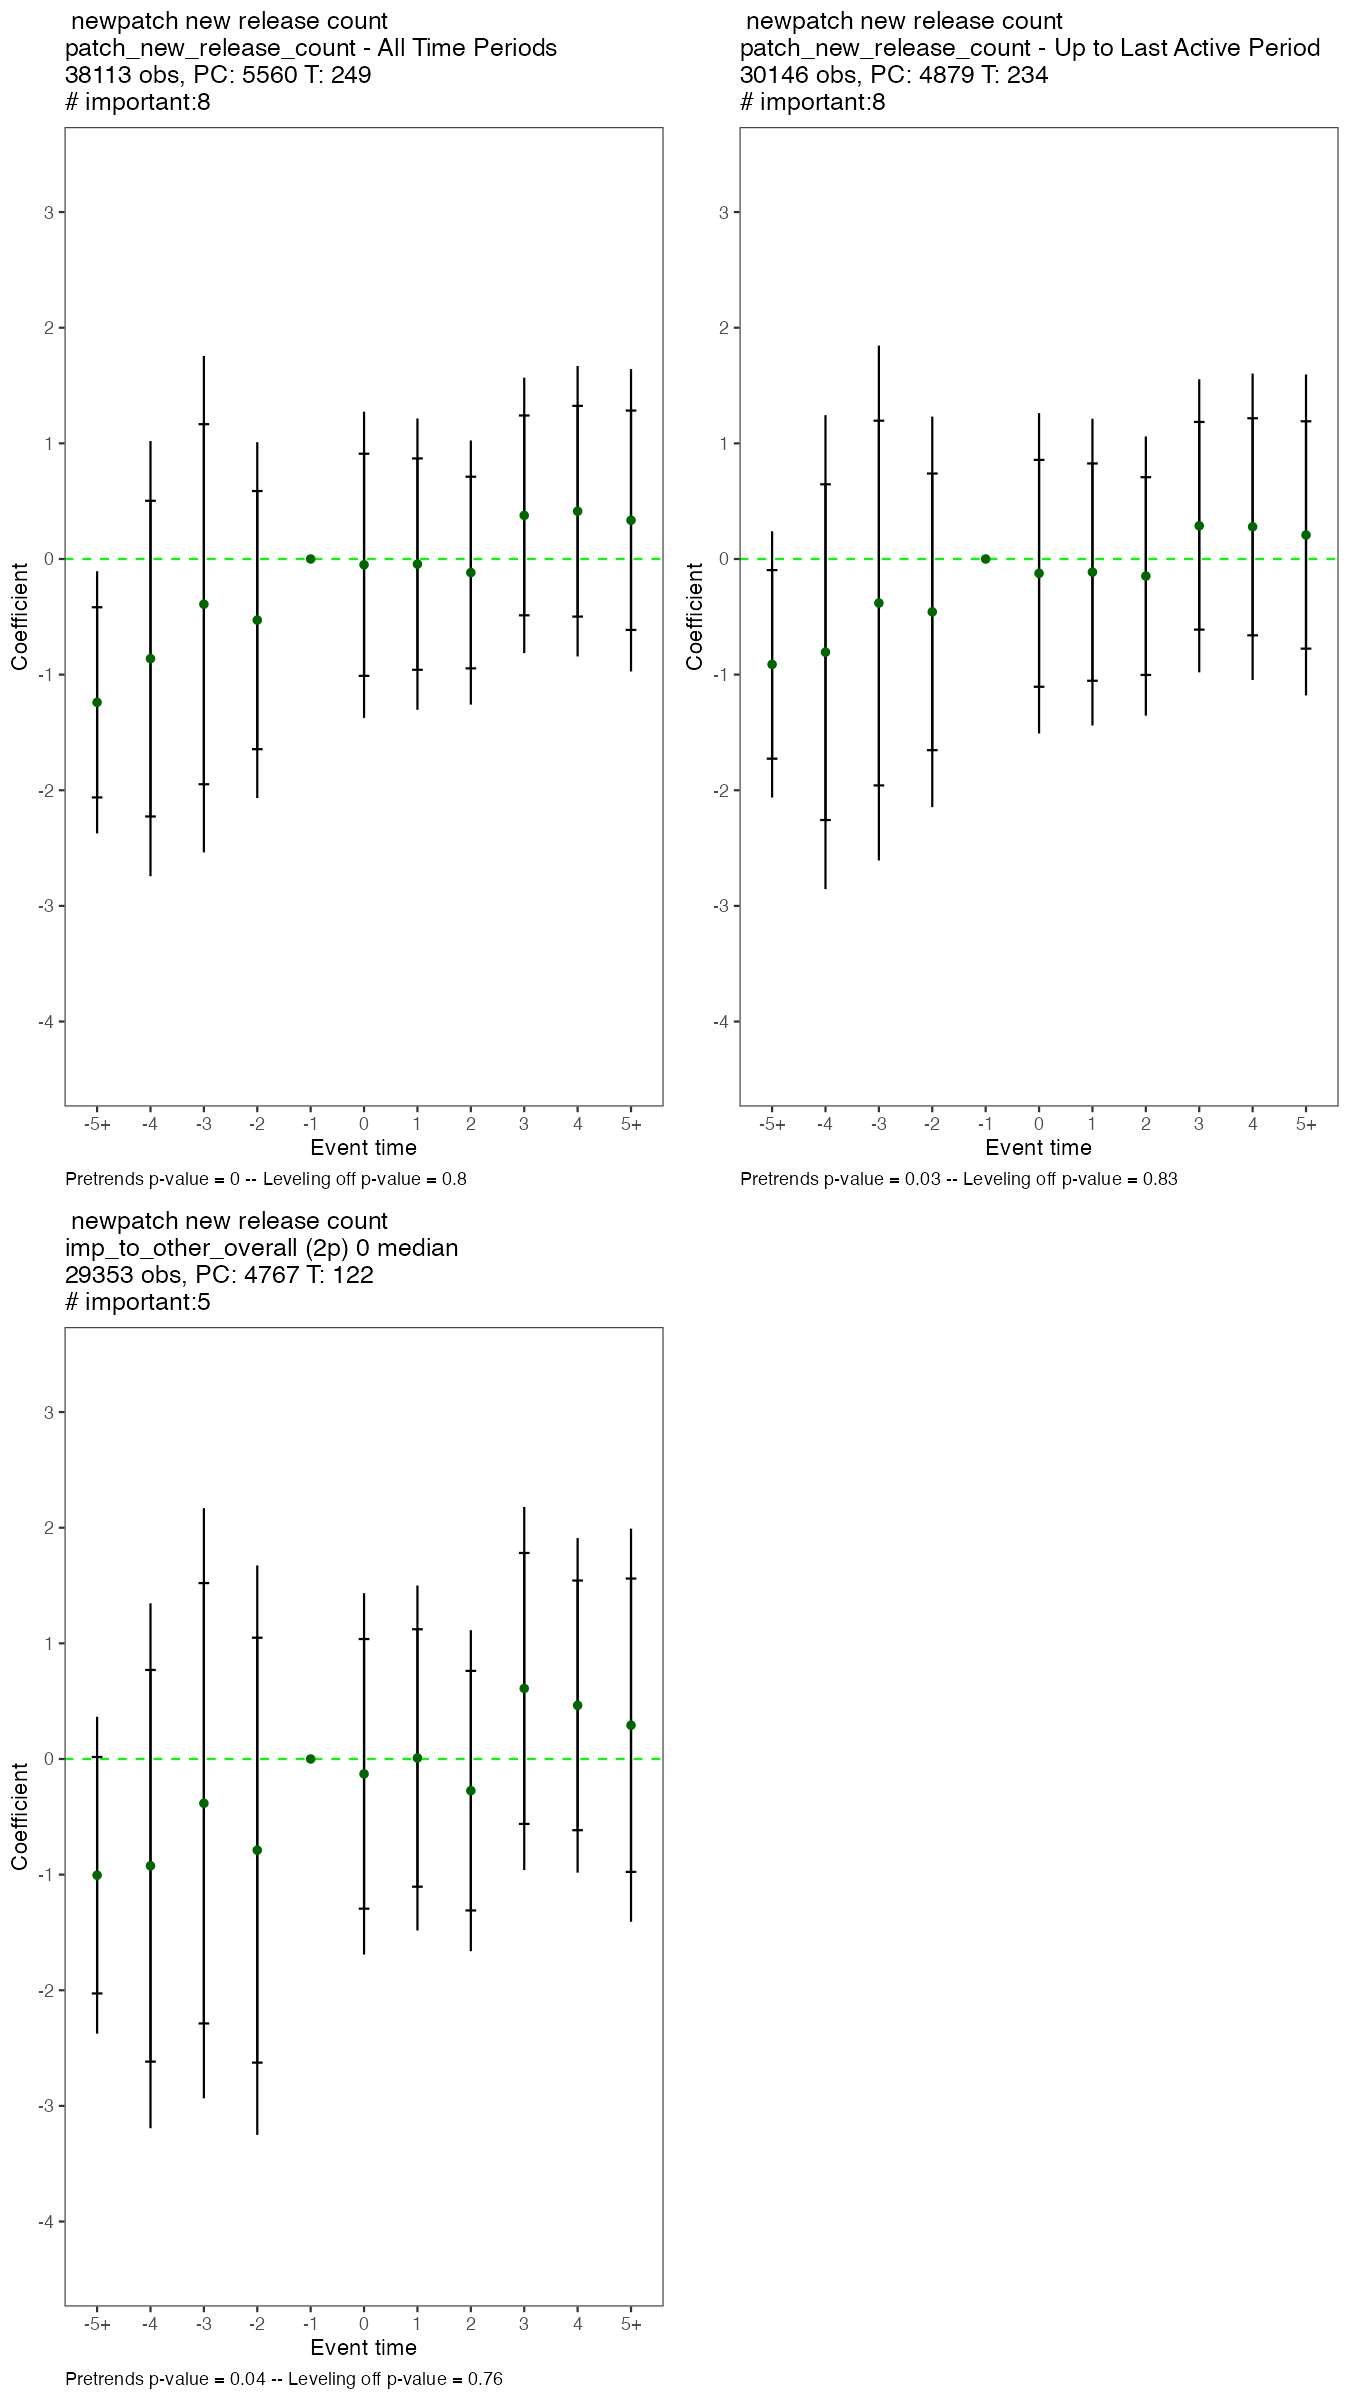 newpatch new release count
patch_new_release_count - All Time Periods
38113 obs, PC: 5560 T: 249
# important:8
3
2
1
0
-1
-2
-3
-4
Coefficient
-5+ -4 -3 -2 -1 0 1 2 3 4 5+
Event time
Pretrends p-value = 0 -- Leveling off p-value = 0.8
newpatch new release count
patch_new_release_count - Up to Last Active Period
30146 obs, PC: 4879 T: 234
# important:8
3
2
1
0
-1
-2
-3
-4
Coefficient
-5+ -4 -3 -2 -1 0 1 2 3 4 5+
Event time
Pretrends p-value = 0.03 -- Leveling off p-value = 0.83
newpatch new release count
imp_to_other_overall (2p) 0 median
29353 obs, PC: 4767 T: 122
# important:5
3
2
1
0
-1
-2
-3
-4
Coefficient
-5+ -4 -3 -2 -1 0 1 2 3 4 5+
Event time
Pretrends p-value = 0.04 -- Leveling off p-value = 0.76